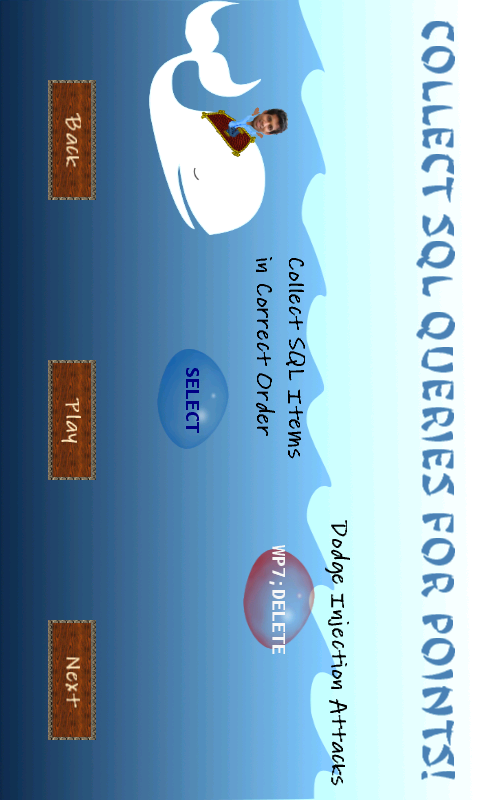 COLLECT SQL QUERIES FOR POINTS!
Dodge Injection Attacks
Collect SQL Items
in Correct Order
WP7;DELETE
SELECT
Back
Play
Next